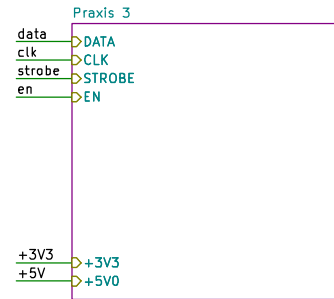 Praxis 3
data
DATA
clk
CLK
strobe
STROBE
en
EN
+3V3
+3V3
+5V
+5V0